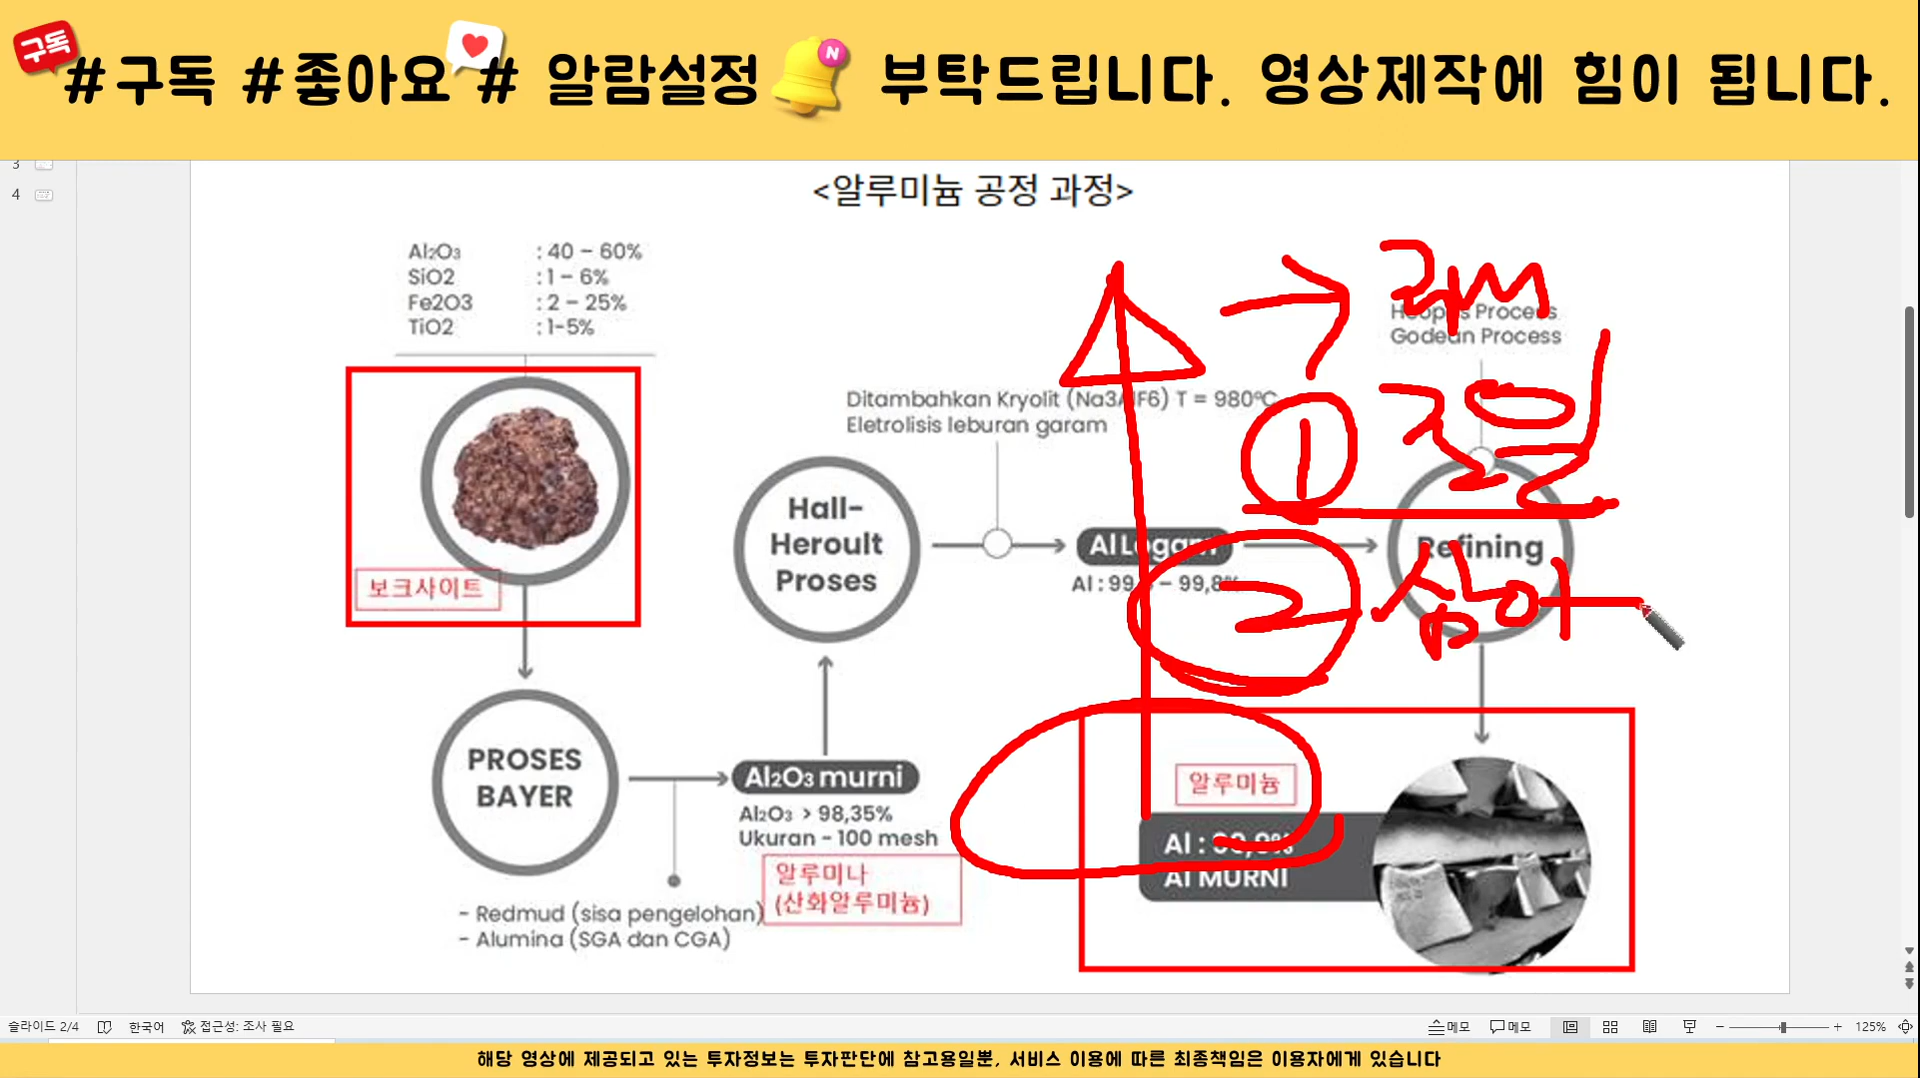 구독
#구독 #좋아요 # 알람설정 N 부탁드립니다. 영상제작에 힘이 됩니다.
3
4
<알루미늄 공정 과정>
Al2O3 : 40 – 60%
SiO2 : 1 – 6%
Fe2O3 : 2 – 25%
TiO2 : 1-5%
보크사이트
PROSES
BAYER
- Redmud (sisa pengelohan)
- Alumina (SGA dan CGA)
Al2O3 murni
Al2O3 > 98,35%
Ukuran - 100 mesh
알루미나
(산화알루미늄)
Hall-
Heroult
Proses
Ditambahkan Kryolit (Na3AlF6) T = 980°C
Eletrolisis leburan garam
Al Logam
– 99,8%
Process
Godean Process
Refining
①
②
알루미늄
Al :
Al MURNI
슬라이드 2/4 한국어 접근성: 조사 필요 메모 메모 125%
해당 영상에 제공되고 있는 투자정보는 투자판단에 참고용일뿐, 서비스 이용에 따른 최종책임은 이용자에게 있습니다